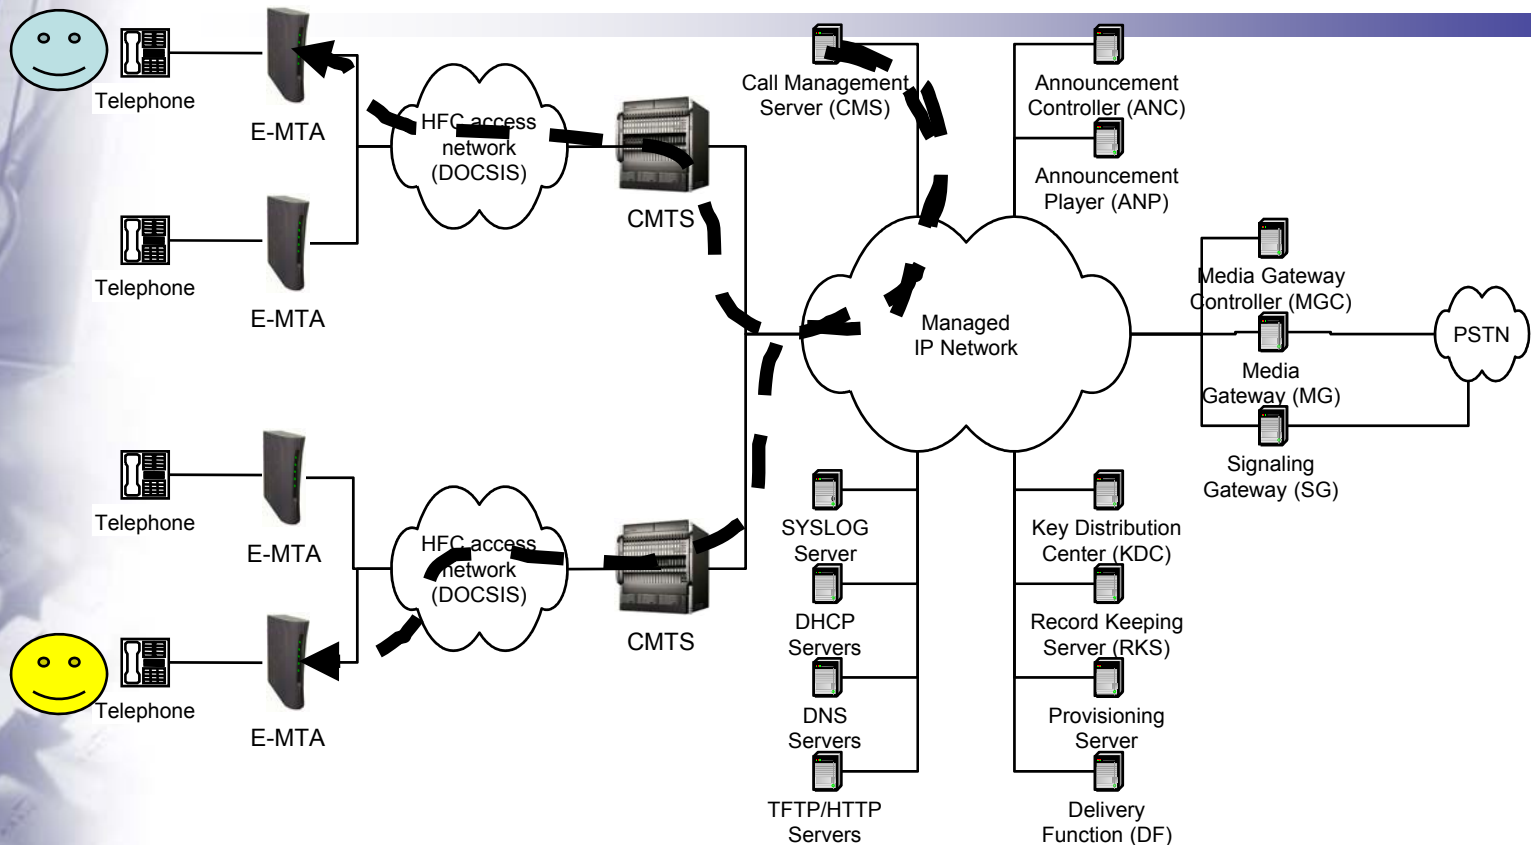 Telephone
E-MTA
HFC access
network
(DOCSIS)
CMTS
Telephone
E-MTA
Call Management
Server (CMS)
Announcement
Controller (ANC)
Announcement
Player (ANP)
Managed
IP Network
Media Gateway
Controller (MGC)
Media
Gateway (MG)
Signaling
Gateway (SG)
PSTN
Telephone
E-MTA
HFC access
network
(DOCSIS)
CMTS
Telephone
E-MTA
SYSLOG
Server
DHCP
Servers
DNS
Servers
TFTP/HTTP
Servers
Key Distribution
Center (KDC)
Record Keeping
Server (RKS)
Provisioning
Server
Delivery
Function (DF)